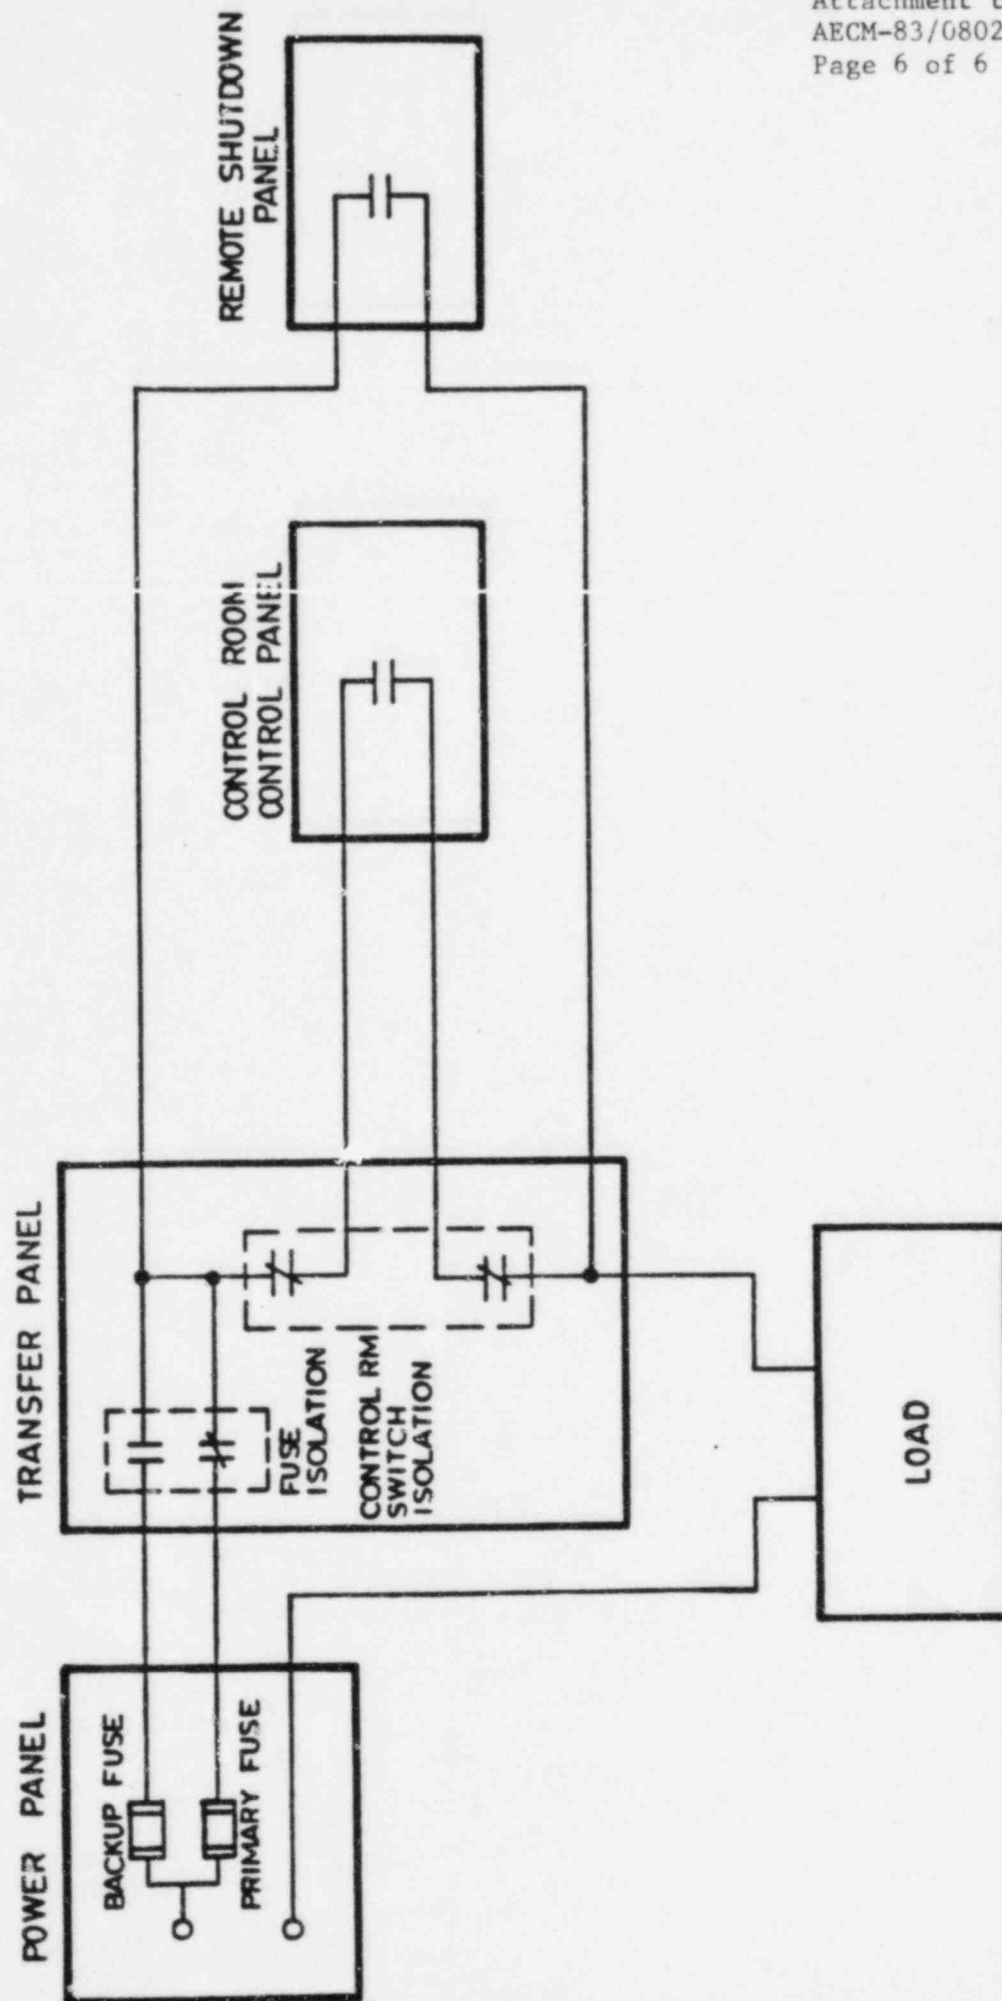 Attachment t
AECM-83/0802
Page 6 of 6
POWER PANEL
BACKUP FUSE
PRIMARY FUSE
TRANSFER PANEL
FUSE
ISOLATION
CONTROL RM
SWITCH
ISOLATION
CONTROL ROOM
CONTROL PANEL
REMOTE SHUTDOWN
PANEL
LOAD